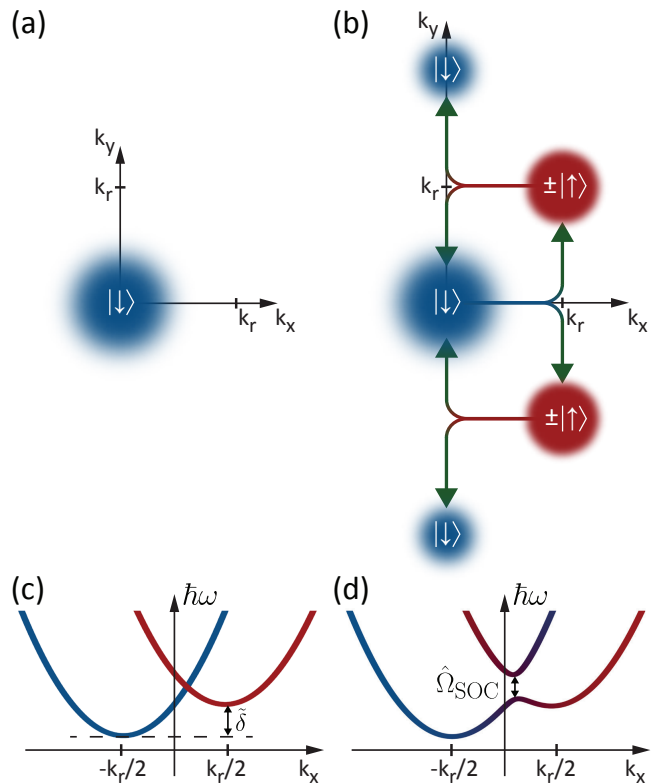 (a)
k_y
k_r
|↓⟩
k_r k_x
(b)
k_y
|↓⟩
k_r
±|↑⟩
|↓⟩
k_r k_x
±|↑⟩
|↓⟩
(c)
ħω
δ̃
-k_r/2 k_r/2 k_x
(d)
ħω
Ω̂_SOC
-k_r/2 k_r/2 k_x